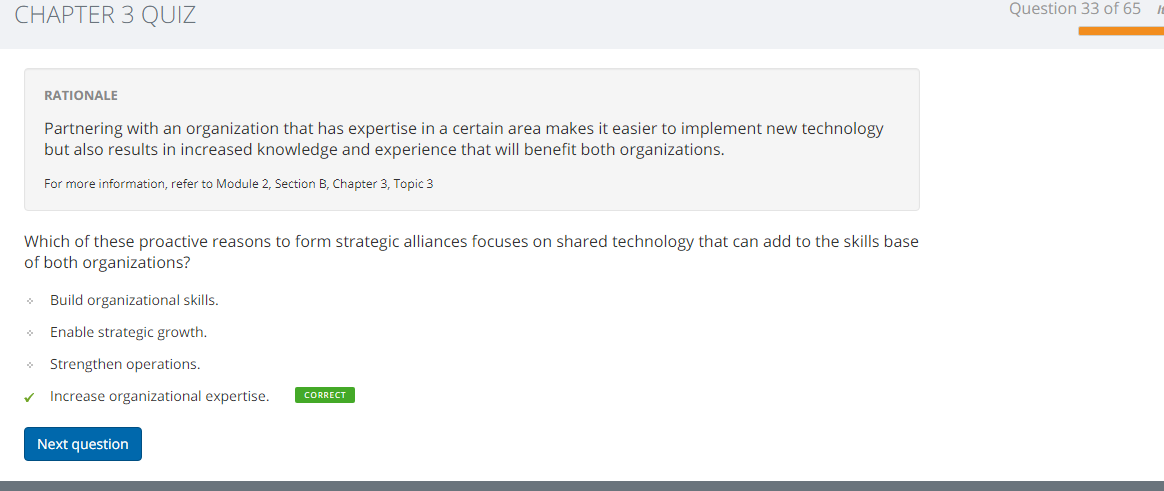 CHAPTER 3 QUIZ
Question 33 of 65
RATIONALE
Partnering with an organization that has expertise in a certain area makes it easier to implement new technology
but also results in increased knowledge and experience that will benefit both organizations.
For more information, refer to Module 2, Section B, Chapter 3, Topic 3
Which of these proactive reasons to form strategic alliances focuses on shared technology that can add to the skills base
of both organizations?
Build organizational skills.
Enable strategic growth.
Strengthen operations.
Increase organizational expertise. CORRECT
Next question